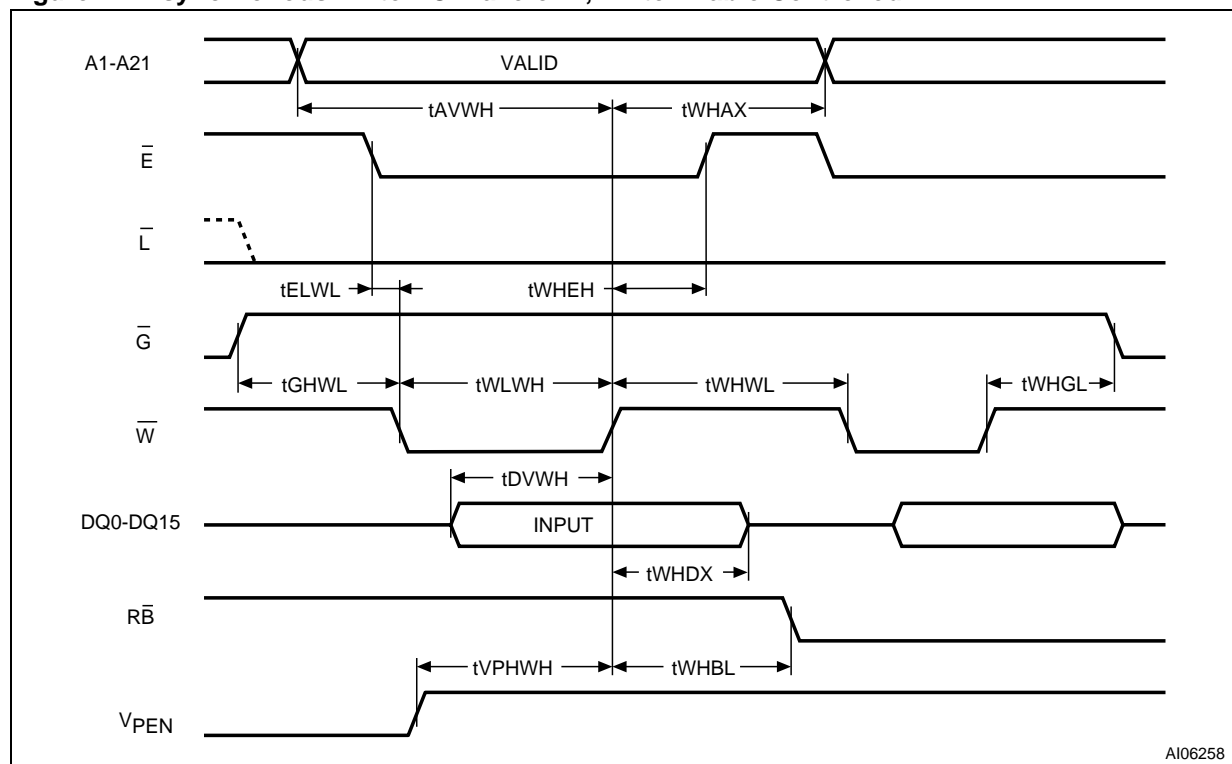 A1-A21
VALID
tAVWH
tWHAX
E̅
L̅
tELWL
tWHEH
G̅
tGHWL
tWLWH
tWHWL
tWHGL
W̅
tDVWH
DQ0-DQ15
INPUT
tWHDX
RB̅
tVPHWH
tWHBL
VPEN
AI06258